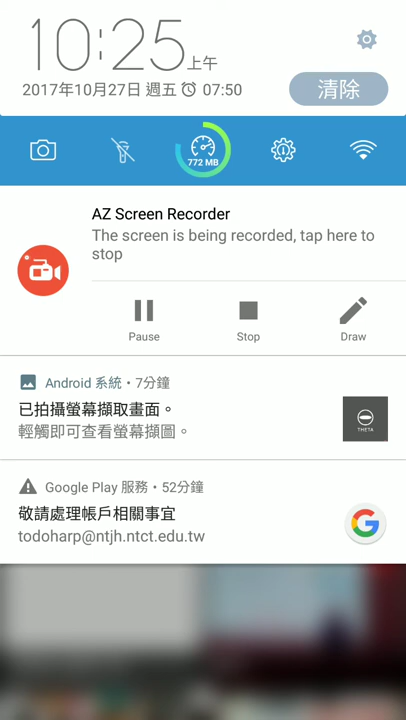 10:25上午
2017年10月27日 週五 07:50
清除
772 MB
AZ Screen Recorder
The screen is being recorded, tap here to
stop
Pause Stop Draw
Android 系統・7分鐘
已拍攝螢幕擷取畫面。
輕觸即可查看螢幕擷圖。
THETA
Google Play 服務・52分鐘
敬請處理帳戶相關事宜
todoharp@ntjh.ntct.edu.tw